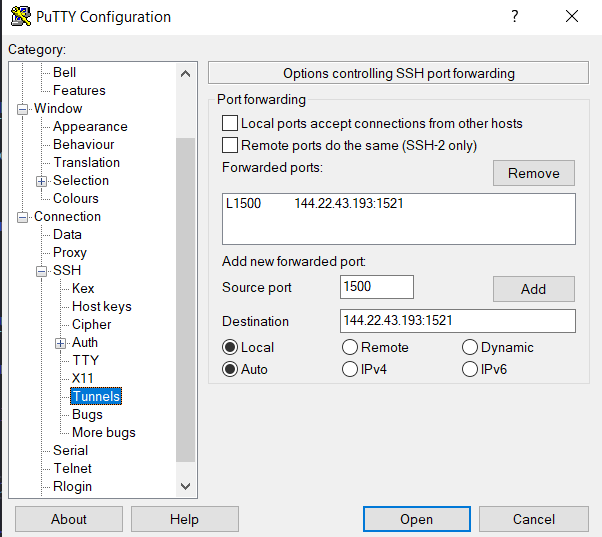 PuTTY Configuration
?
Category:
Bell
Features
Window
Appearance
Behaviour
Translation
Selection
Colours
Connection
Data
Proxy
SSH
Kex
Host keys
Cipher
Auth
TTY
X11
Tunnels
Bugs
More bugs
Serial
Telnet
Rlogin
Options controlling SSH port forwarding
Port forwarding
Local ports accept connections from other hosts
Remote ports do the same (SSH-2 only)
Forwarded ports:
Remove
L1500 144.22.43.193:1521
Add new forwarded port:
Source port 1500 Add
Destination 144.22.43.193:1521
Local Remote Dynamic
Auto IPv4 IPv6
About Help Open Cancel